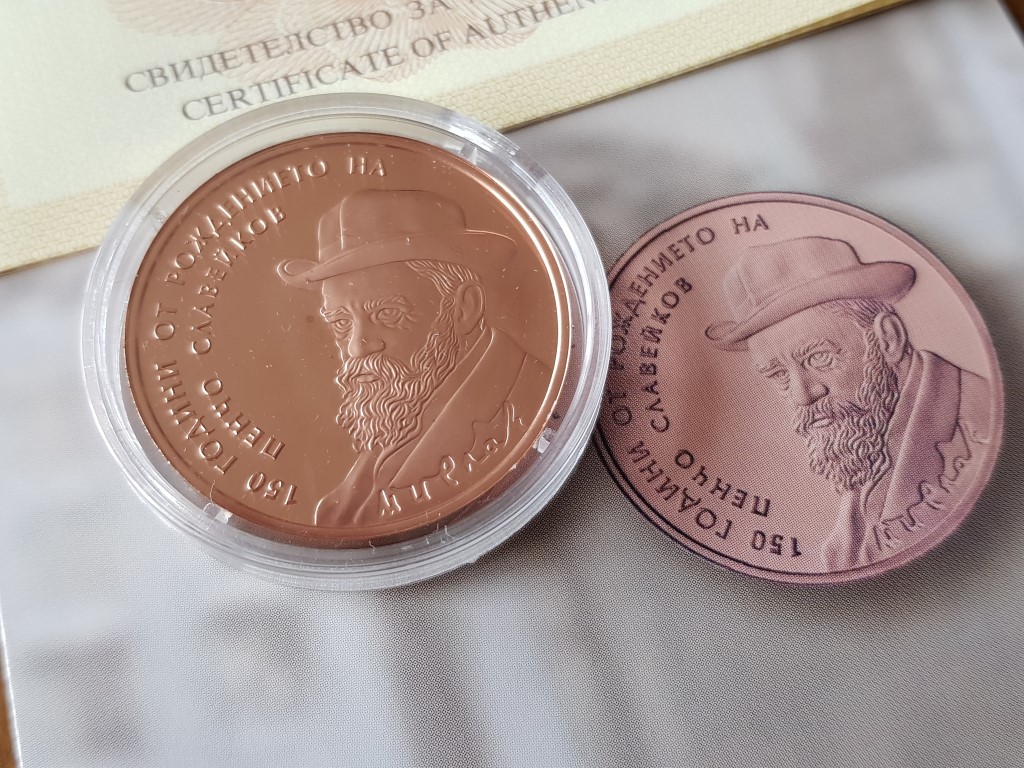 СВИДЕТЕЛСТВО ЗА
CERTIFICATE OF AUTHEN
150 ГОДИНИ ОТ РОЖДЕНИЕТО НА
ПЕНЧО СЛАВЕЙКОВ
150 ГОДИНИ ОТ РОЖДЕНИЕТО НА
ПЕНЧО СЛАВЕЙКОВ